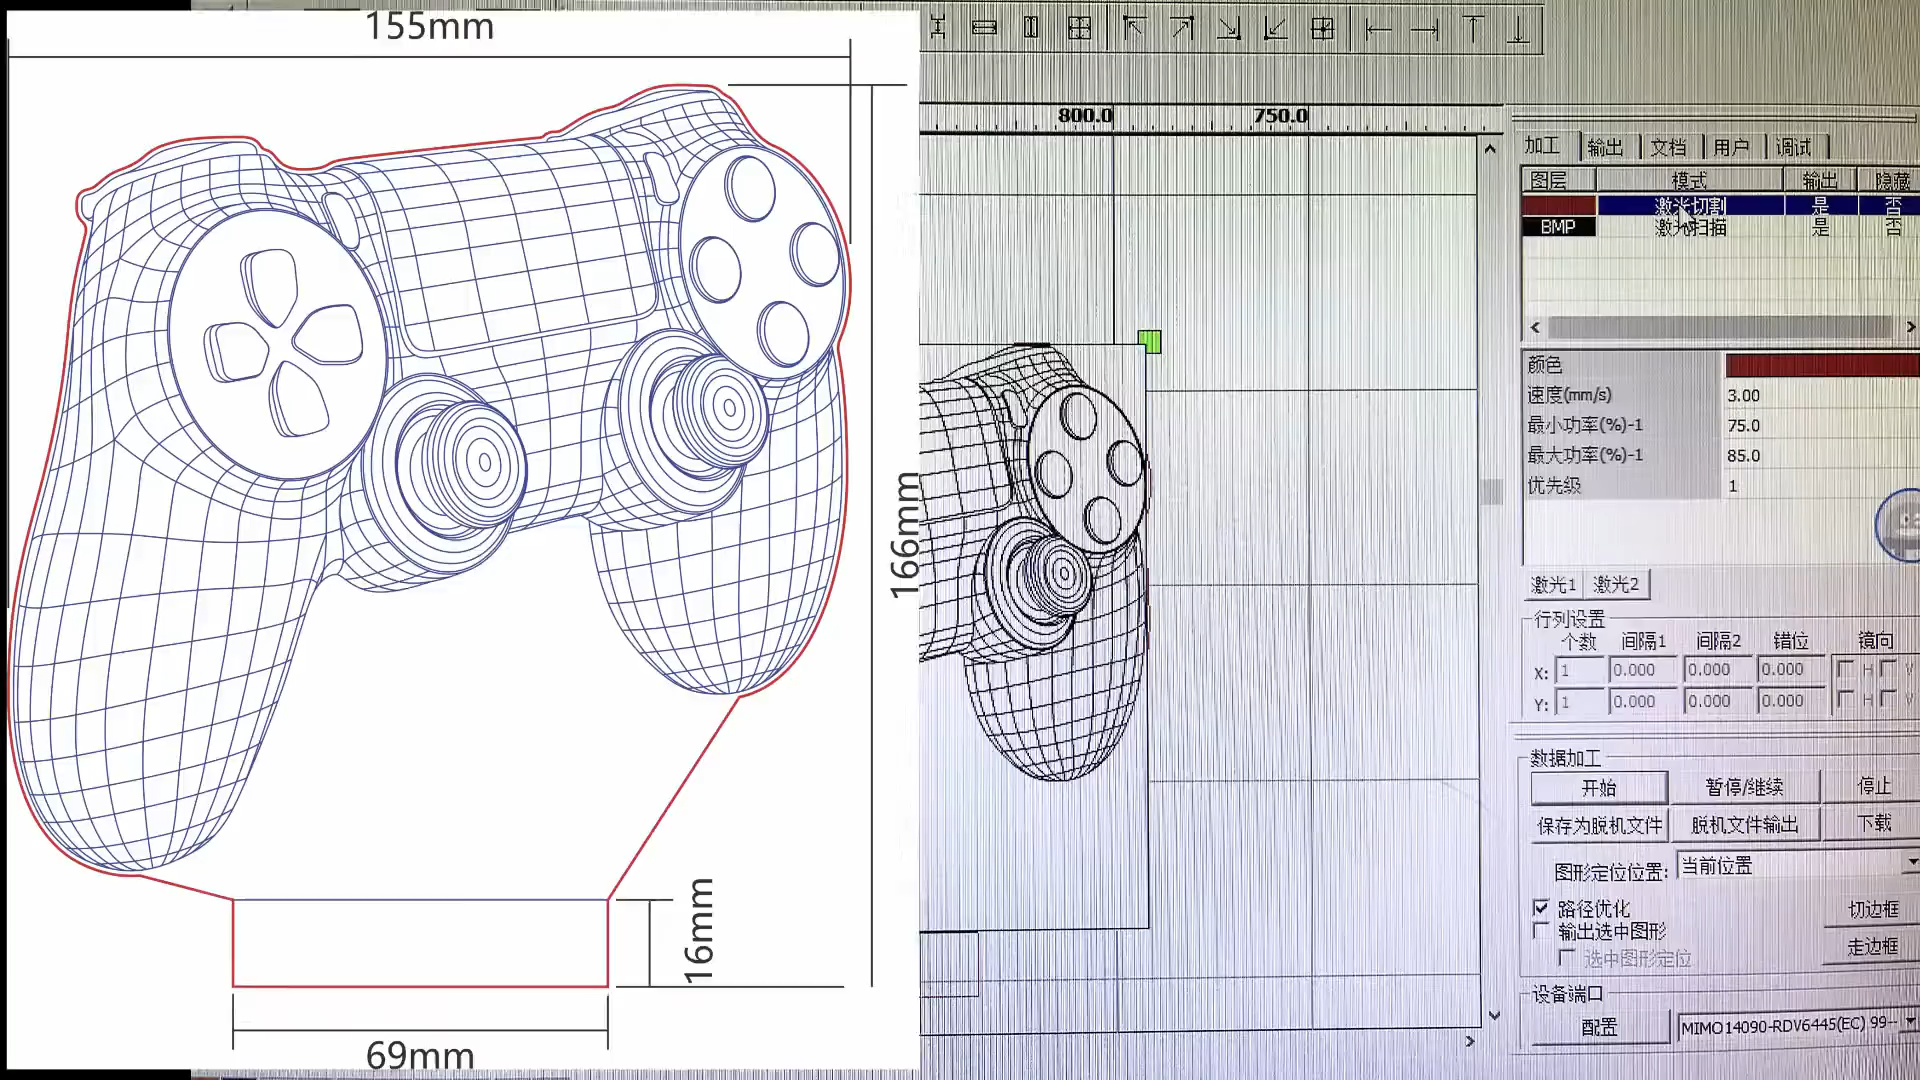 155mm
166mm
16mm
69mm
800.0 750.0
加工 输出 文档 用户 调试
图层 模式 输出 隐藏
激光切割 是 否
BMP 激光扫描 是 否
颜色
速度(mm/s) 3.00
最小功率(%)-1 75.0
最大功率(%)-1 85.0
优先级 1
激光1 激光2
行列设置
个数 间隔1 间隔2 错位 镜向
X: 1 0.000 0.000 0.000 H V
Y: 1 0.000 0.000 0.000 H V
数据加工
开始 暂停/继续 停止
保存为脱机文件 脱机文件输出 下载
图形定位位置: 当前位置
路径优化 切边框
输出选中图形
选中图形定位 走边框
设备端口
配置 MIMO14090-RDV6445(EC) 99--